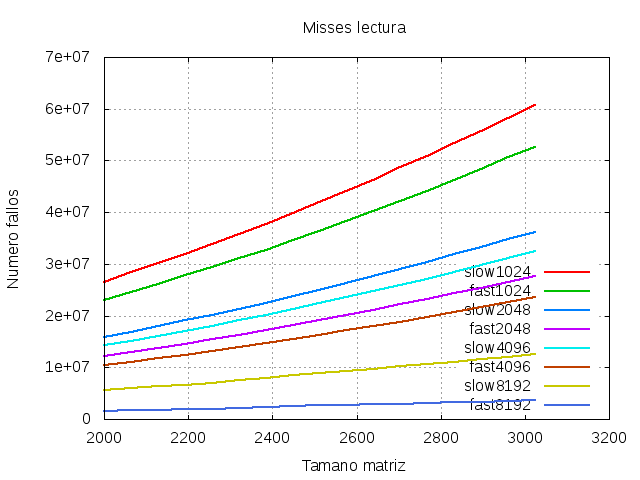 Misses lectura
7e+07
6e+07
5e+07
4e+07
3e+07
2e+07
1e+07
0
Numero fallos
slow1024
fast1024
slow2048
fast2048
slow4096
fast4096
slow8192
fast8192
2000 2200 2400 2600 2800 3000 3200
Tamano matriz